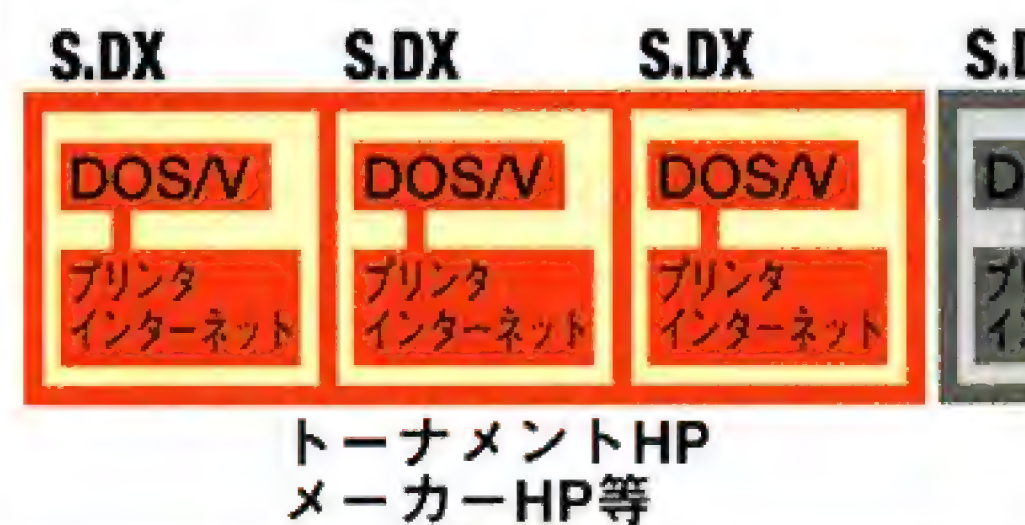 S.DX S.DX S.DX
DOS/V DOS/V DOS/V
プリンタ プリンタ プリンタ
インターネット インターネット インターネット
トーナメントHP
メーカーHP等